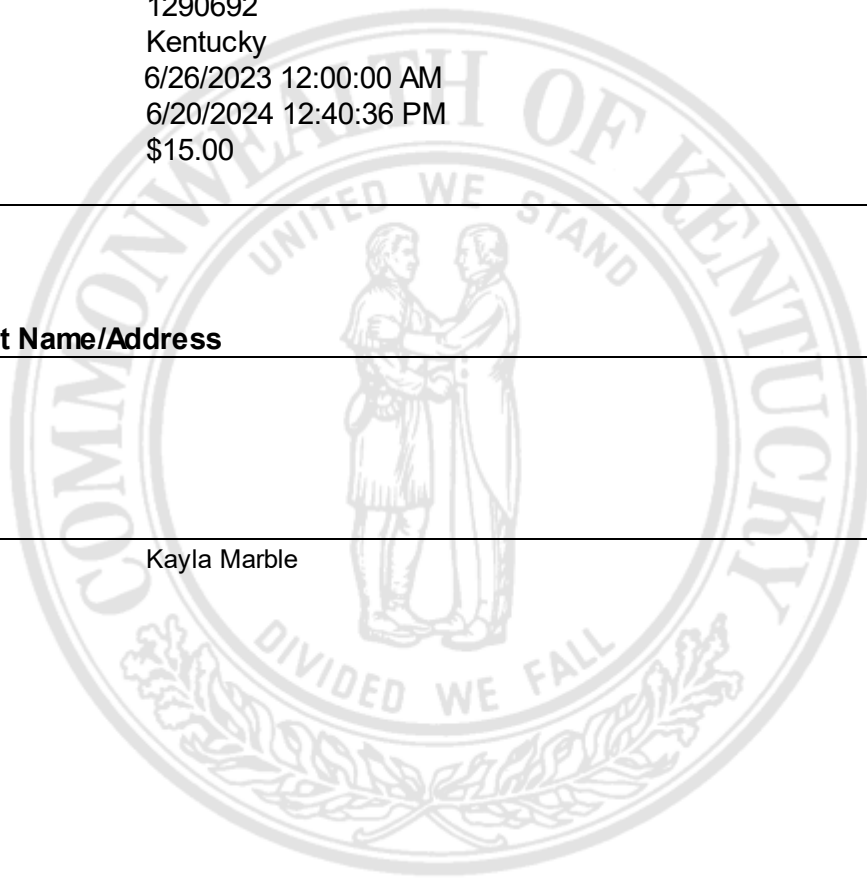 1290692
Kentucky
6/26/2023 12:00:00 AM
6/20/2024 12:40:36 PM
$15.00
COMMONWEALTH OF KENTUCKY
UNITED WE STAND
t Name/Address
Kayla Marble
DIVIDED WE FALL